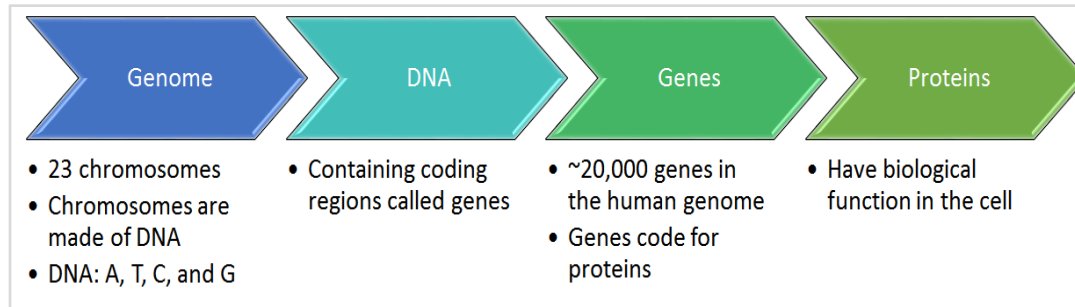 Genome
DNA
Genes
Proteins
• 23 chromosomes
• Chromosomes are
made of DNA
• DNA: A, T, C, and G
• Containing coding
regions called genes
• ~20,000 genes in
the human genome
• Genes code for
proteins
• Have biological
function in the cell